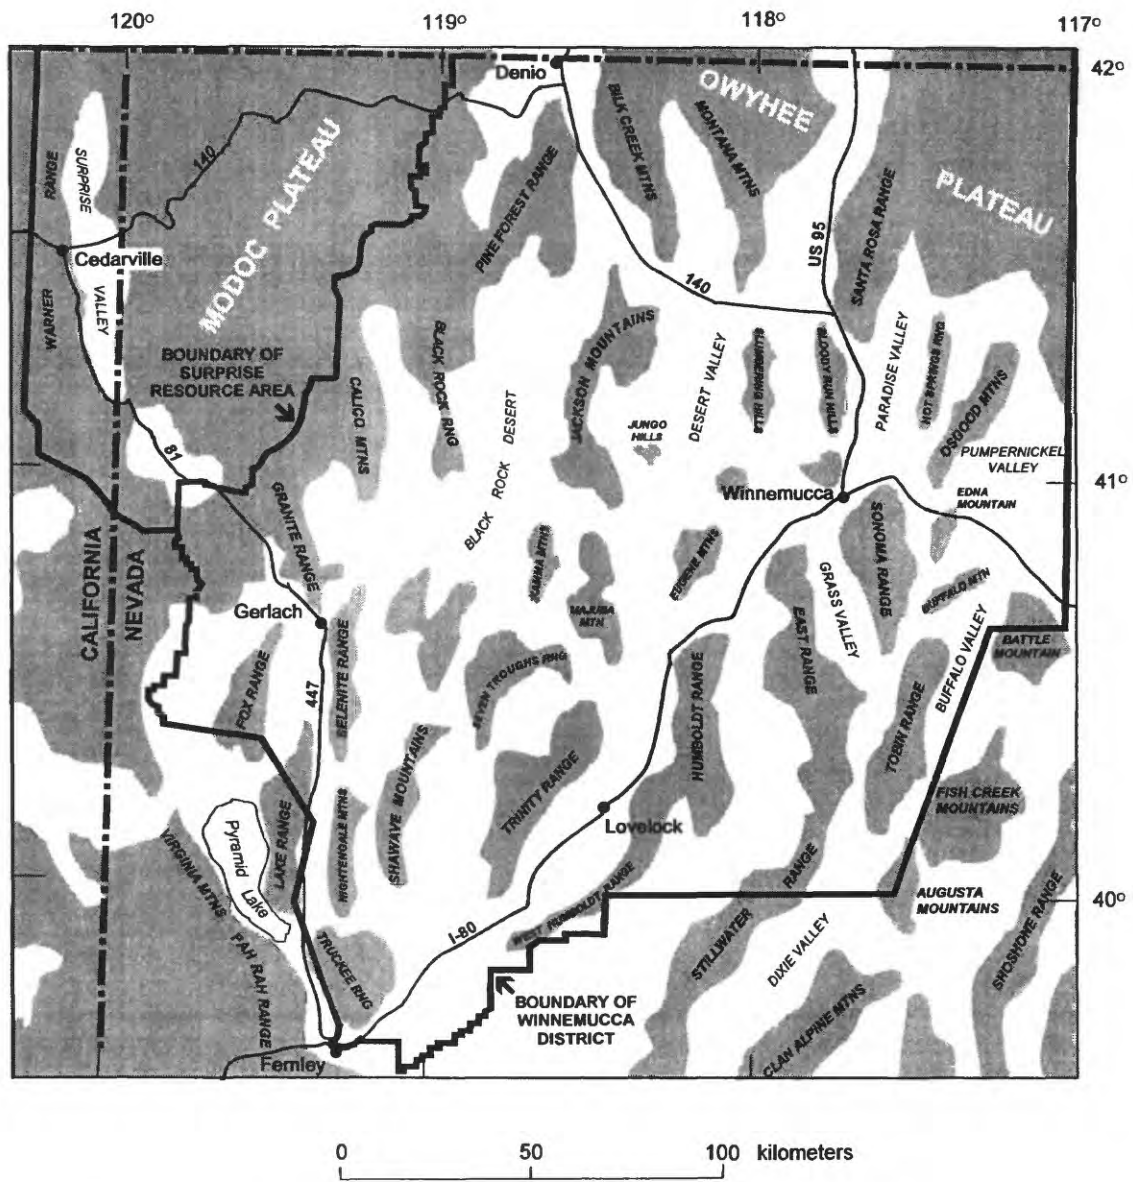 120° 119° 118° 117°
42°
Denio
OWYHEE
PLATEAU
BILK CREEK MTNS
MONTANA MTNS
140
MODOC PLATEAU
RANGE
SURPRISE
PINE FOREST RANGE
SANTA ROSA RANGE
US 95
Cedarville
VALLEY
WARNER
140
BOUNDARY OF
SURPRISE
RESOURCE AREA
BLACK ROCK RNG
CALICO MTNS
BLACK ROCK DESERT
JACKSON MOUNTAINS
JUNGO
HILLS
DESERT VALLEY
SLUMBERING HILLS
BLOODY RUN HILLS
PARADISE VALLEY
HOT SPRINGS RNG
OSGOOD MTNS
PUMPERNICKEL
VALLEY
81
41°
Winnemucca
EDNA
MOUNTAIN
GRANITE RANGE
CALIFORNIA
NEVADA
KAMMA MTNS
EUGENE MTNS
SONOMA RANGE
GRASS VALLEY
Gerlach
MAJUBA
MTN
BUFFALO MTN
EAST RANGE
BUFFALO VALLEY
BATTLE
MOUNTAIN
FOX RANGE
447
SELENITE RANGE
SEVEN TROUGHS RNG
HUMBOLDT RANGE
TOBIN RANGE
SHAWAVE MOUNTAINS
TRINITY RANGE
FISH CREEK
MOUNTAINS
Lovelock
VIRGINIA MTNS
Pyramid Lake
LAKE RANGE
NIGHTENGALE MTNS
RANGE
40°
AUGUSTA
MOUNTAINS
WEST HUMBOLDT RANGE
I-80
PAH RAH RANGE
TRUCKEE RNG
STILLWATER
DIXIE VALLEY
SHOSHONE RANGE
BOUNDARY OF
WINNEMUCCA
DISTRICT
CLAN ALPINE MTNS
Fernley
0 50 100 kilometers